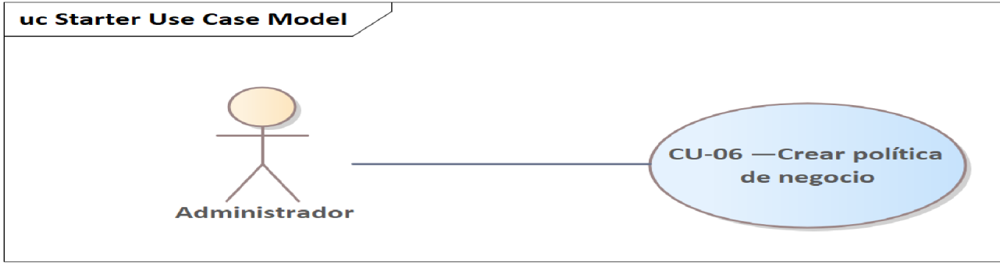 uc Starter Use Case Model
CU-06 —Crear política
de negocio
Administrador